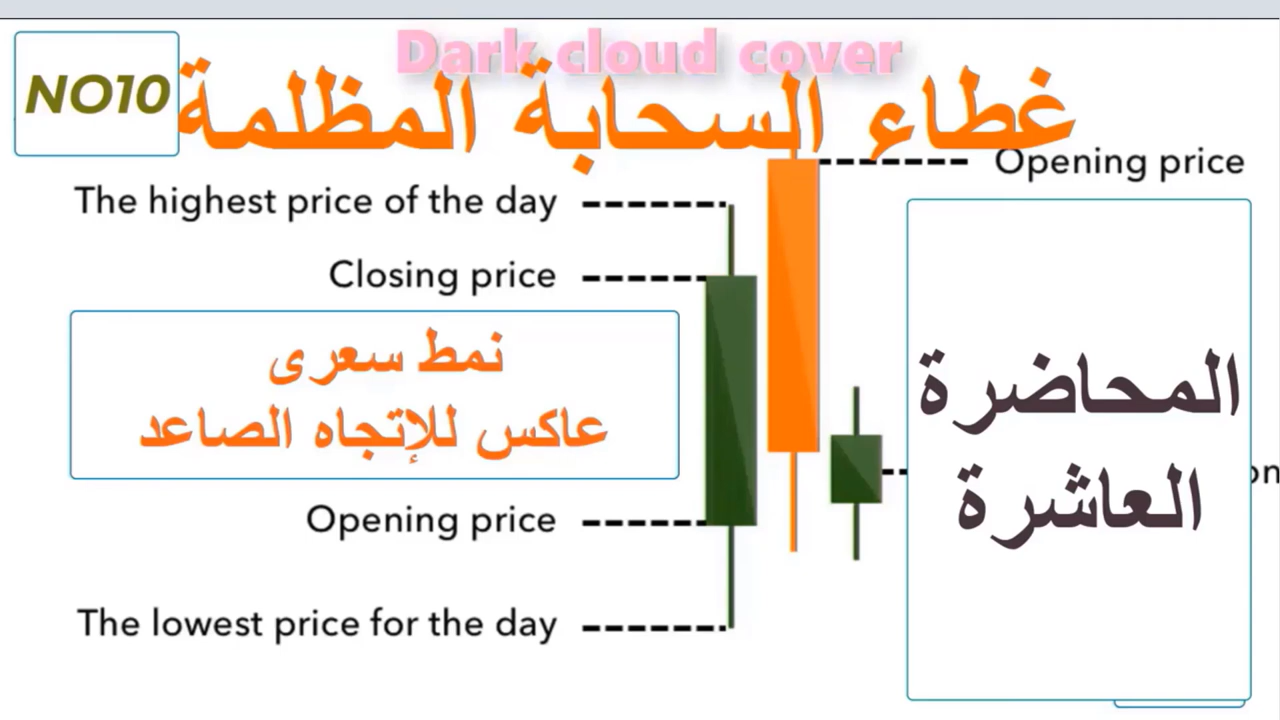 Dark cloud cover
NO10
غطاء السحابة المظلمة
Opening price
The highest price of the day
Closing price
نمط سعرى
عاكس للإتجاه الصاعد
المحاضرة
العاشرة
Opening price
The lowest price for the day